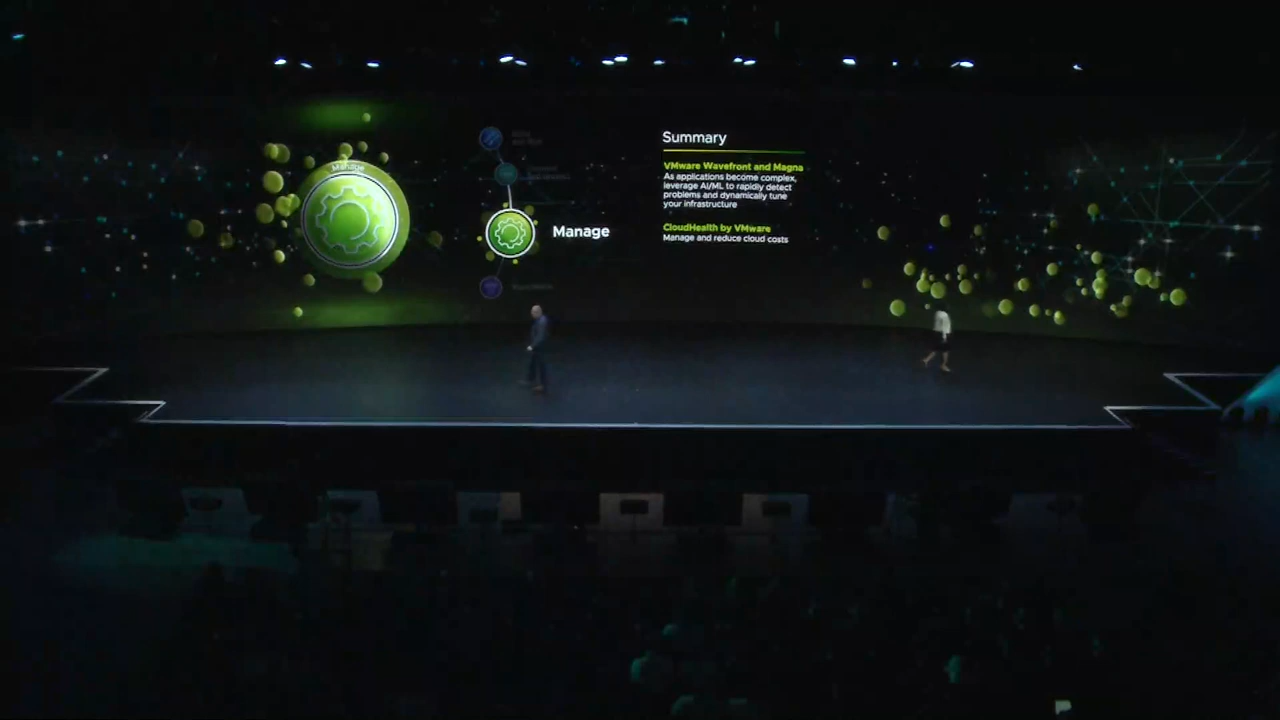 Manage
Manage
Summary
VMware Wavefront and Magna
As applications become complex,
leverage AI/ML to rapidly detect
problems and dynamically tune
your infrastructure
CloudHealth by VMware
Manage and reduce cloud costs